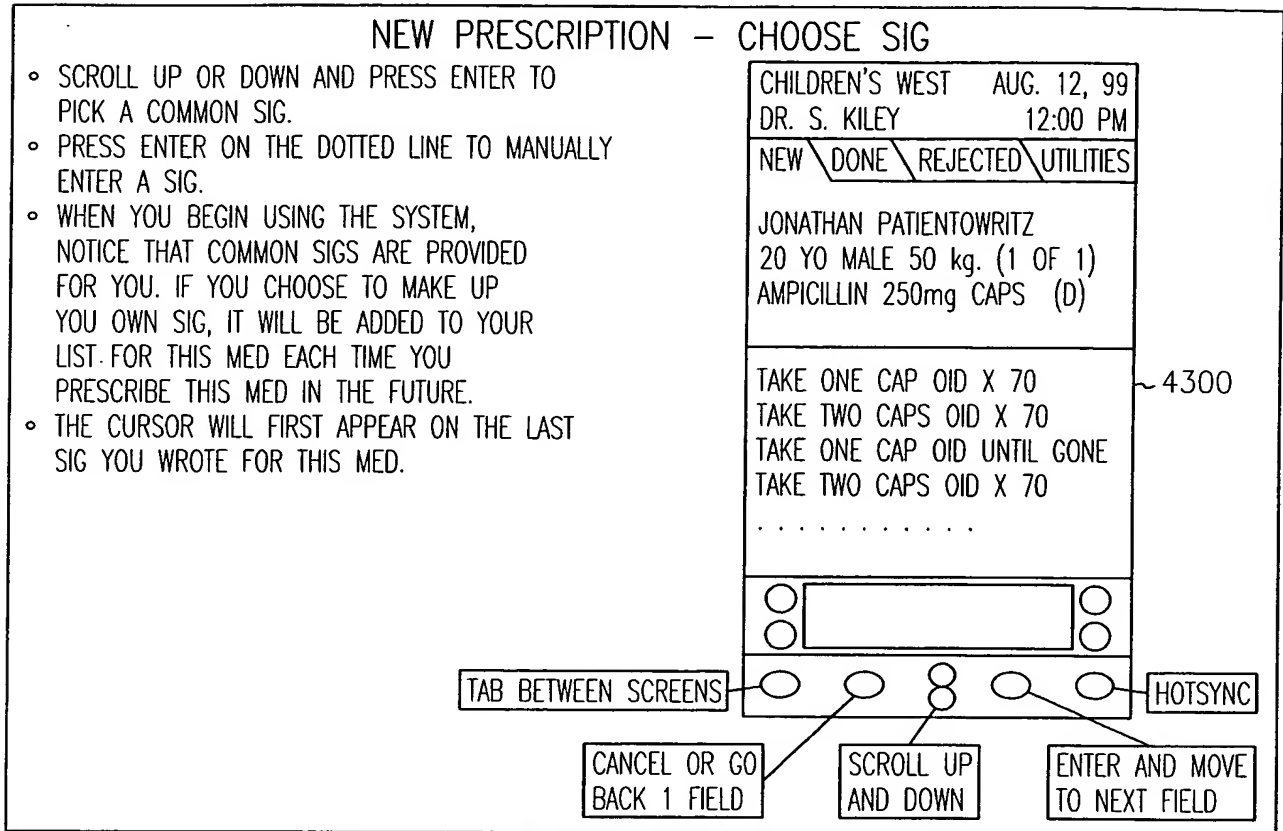 NEW PRESCRIPTION – CHOOSE SIG
∘ SCROLL UP OR DOWN AND PRESS ENTER TO
PICK A COMMON SIG.
∘ PRESS ENTER ON THE DOTTED LINE TO MANUALLY
ENTER A SIG.
∘ WHEN YOU BEGIN USING THE SYSTEM,
NOTICE THAT COMMON SIGS ARE PROVIDED
FOR YOU. IF YOU CHOOSE TO MAKE UP
YOU OWN SIG, IT WILL BE ADDED TO YOUR
LIST FOR THIS MED EACH TIME YOU
PRESCRIBE THIS MED IN THE FUTURE.
∘ THE CURSOR WILL FIRST APPEAR ON THE LAST
SIG YOU WROTE FOR THIS MED.
CHILDREN'S WEST AUG. 12, 99
DR. S. KILEY 12:00 PM
NEW DONE REJECTED UTILITIES
JONATHAN PATIENTOWRITZ
20 YO MALE 50 kg. (1 OF 1)
AMPICILLIN 250mg CAPS (D)
TAKE ONE CAP OID X 70
TAKE TWO CAPS OID X 70
TAKE ONE CAP OID UNTIL GONE
TAKE TWO CAPS OID X 70
. . . . . . . . . . .
4300
TAB BETWEEN SCREENS
HOTSYNC
CANCEL OR GO
BACK 1 FIELD
SCROLL UP
AND DOWN
ENTER AND MOVE
TO NEXT FIELD